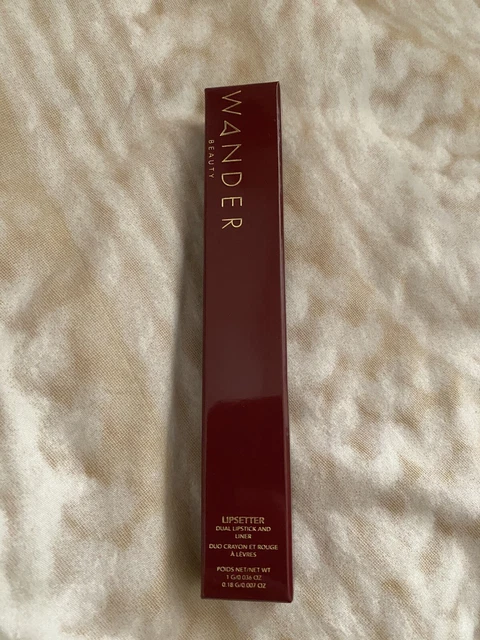 WANDER
BEAUTY
LIPSETTER
DUAL LIPSTICK AND
LINER
DUO CRAYON ET ROUGE
À LÈVRES
POIDS NET/NET WT
1 G/0.036 OZ
0.18 G/0.007 OZ